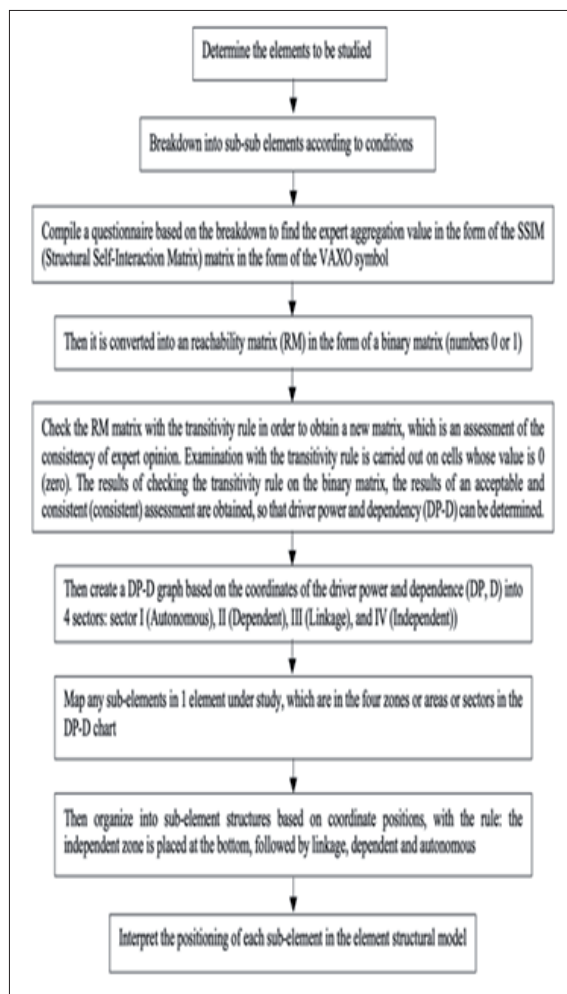 Determine the elements to be studied
Breakdown into sub-sub elements according to conditions
Compile a questionnaire based on the breakdown to find the expert aggregation value in the form of the SSIM
(Structural Self-Interaction Matrix) matrix in the form of the VAXO symbol
Then it is converted into an reachability matrix (RM) in the form of a binary matrix (numbers 0 or 1)
Check the RM matrix with the transitivity rule in order to obtain a new matrix, which is an assessment of the
consistency of expert opinion. Examination with the transitivity rule is carried out on cells whose value is 0
(zero). The results of checking the transitivity rule on the binary matrix, the results of an acceptable and
consistent (consistent) assessment are obtained, so that driver power and dependency (DP-D) can be determined.
Then create a DP-D graph based on the coordinates of the driver power and dependence (DP, D) into
4 sectors: sector I (Autonomous), II (Dependent), III (Linkage), and IV (Independent))
Map any sub-elements in 1 element under study, which are in the four zones or areas or sectors in the
DP-D chart
Then organize into sub-element structures based on coordinate positions, with the rule: the
independent zone is placed at the bottom, followed by linkage, dependent and autonomous
Interpret the positioning of each sub-element in the element structural model